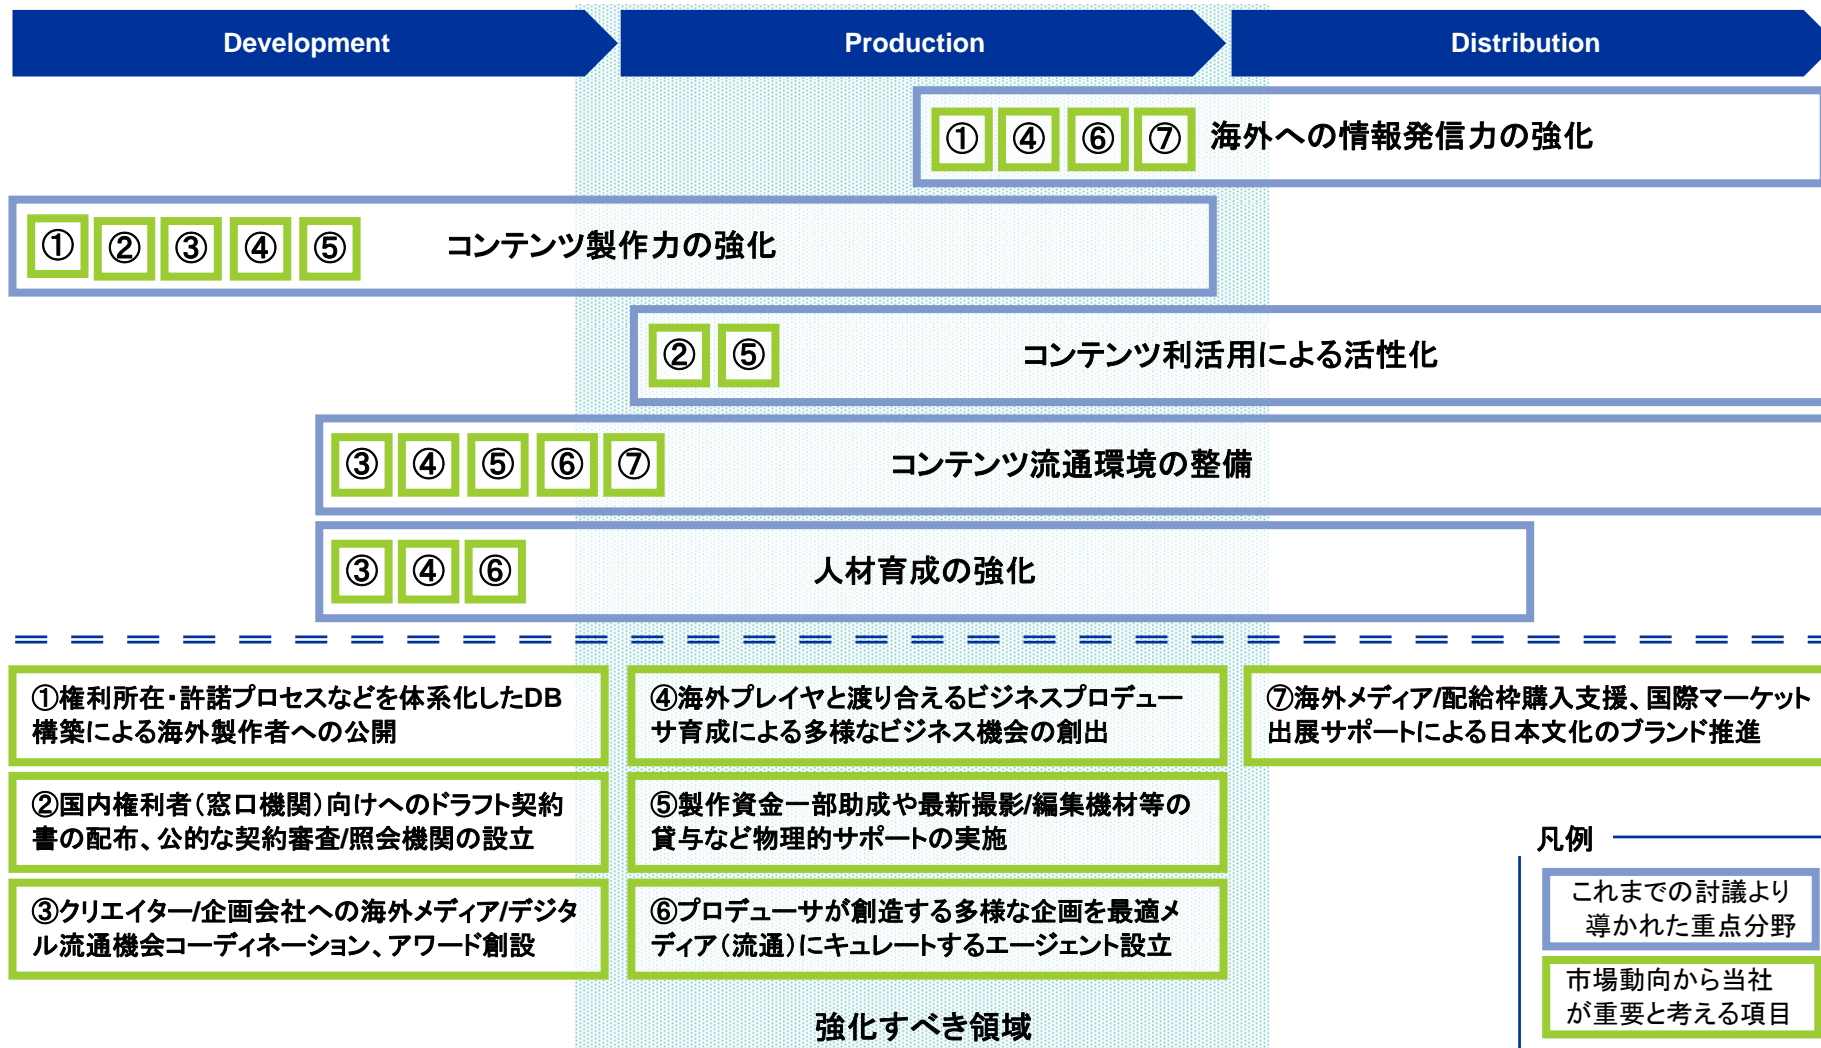 Development
Production
Distribution
① ④ ⑥ ⑦ 海外への情報発信力の強化
① ② ③ ④ ⑤ コンテンツ製作力の強化
② ⑤ コンテンツ利活用による活性化
③ ④ ⑤ ⑥ ⑦ コンテンツ流通環境の整備
③ ④ ⑥ 人材育成の強化
①権利所在・許諾プロセスなどを体系化したDB
構築による海外製作者への公開
②国内権利者(窓口機関)向けへのドラフト契約
書の配布、公的な契約審査/照会機関の設立
③クリエイター/企画会社への海外メディア/デジタ
ル流通機会コーディネーション、アワード創設
④海外プレイヤと渡り合えるビジネスプロデュー
サ育成による多様なビジネス機会の創出
⑤製作資金一部助成や最新撮影/編集機材等の
貸与など物理的サポートの実施
⑥プロデューサが創造する多様な企画を最適メ
ディア(流通)にキュレートするエージェント設立
⑦海外メディア/配給枠購入支援、国際マーケット
出展サポートによる日本文化のブランド推進
強化すべき領域
凡例
これまでの討議より
導かれた重点分野
市場動向から当社
が重要と考える項目